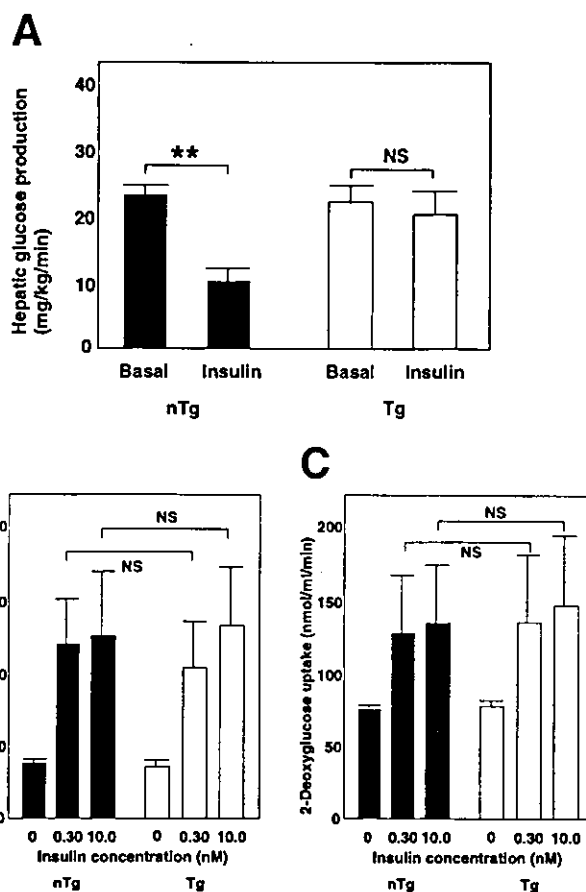 A
Hepatic glucose production
(mg/kg/min)
40
30
20
10
0
**
NS
Basal
Insulin
Basal
Insulin
nTg
Tg
NS
NS
0
0.30
10.0
0
0.30
10.0
Insulin concentration (nM)
nTg
Tg
C
2-Deoxyglucose uptake (nmol/ml/min)
200
150
100
50
0
NS
NS
0
0.30
10.0
0
0.30
10.0
Insulin concentration (nM)
nTg
Tg